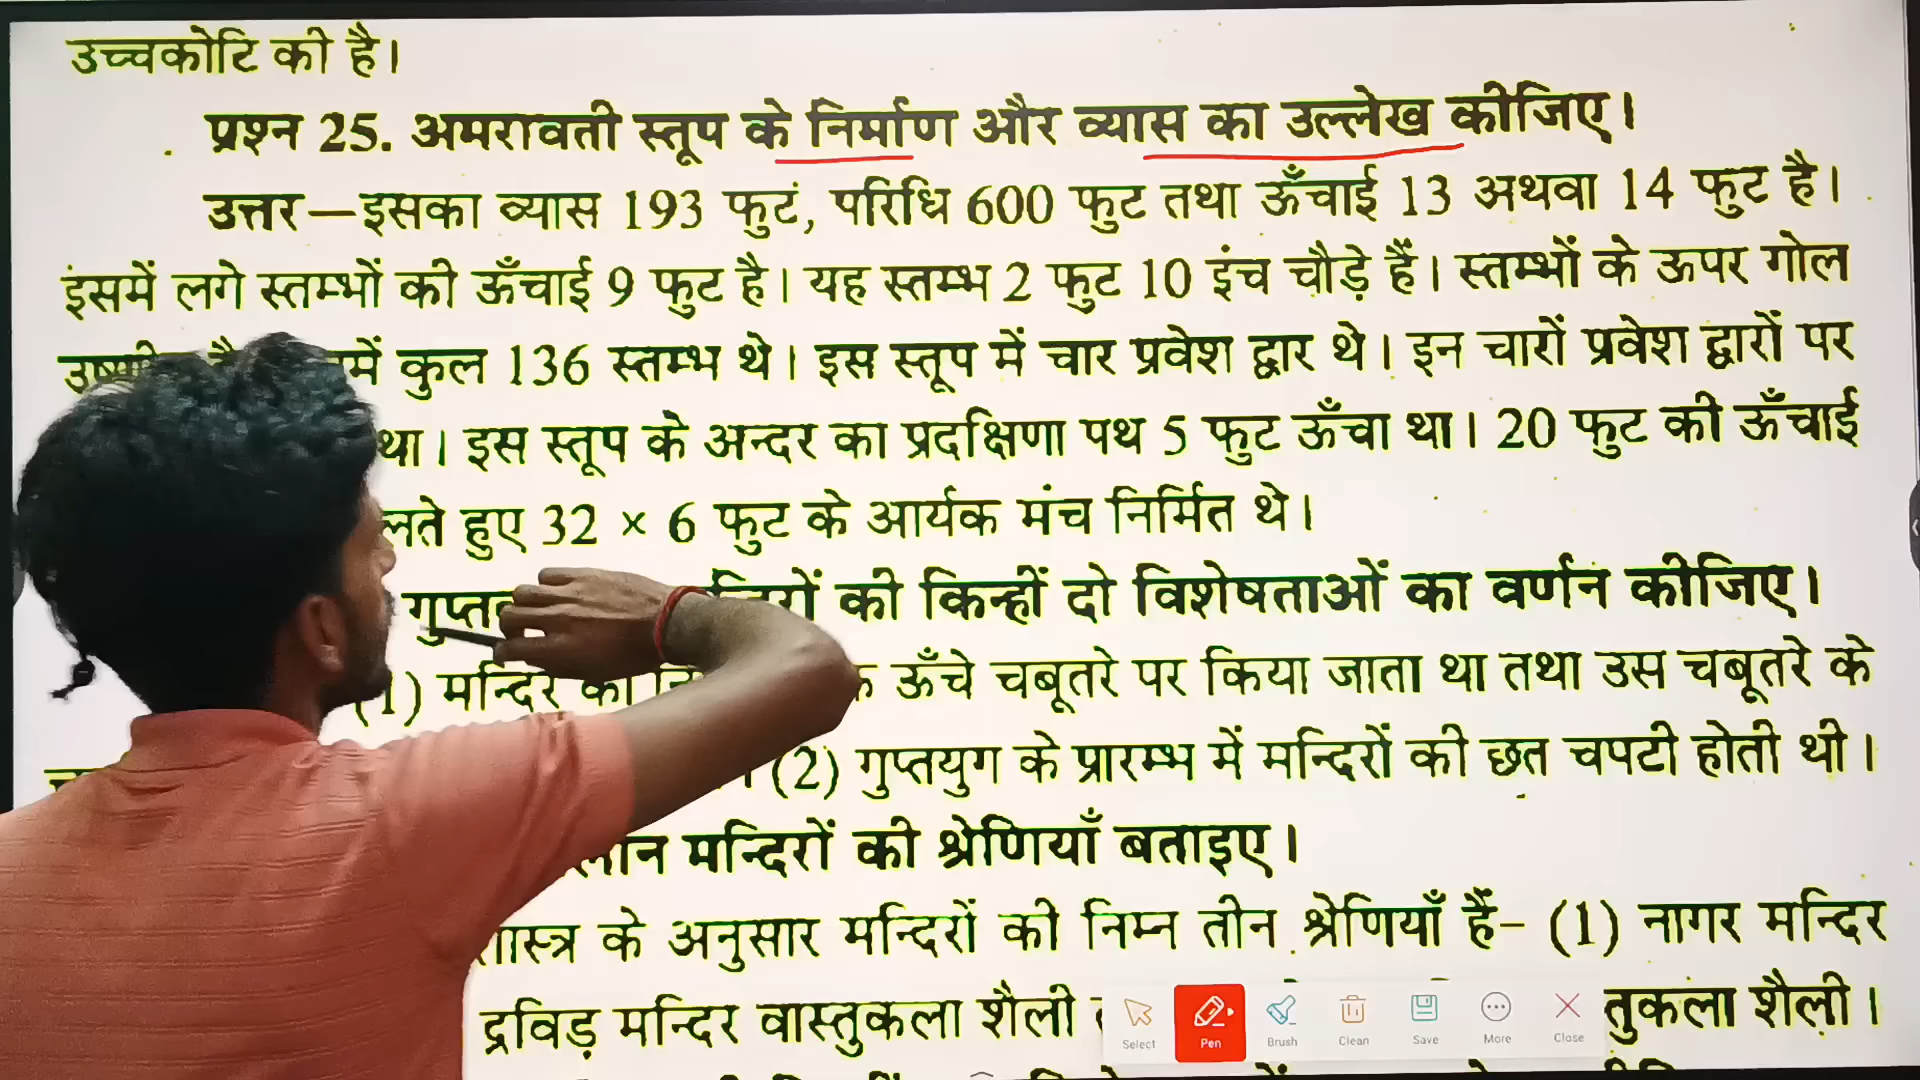 उच्चकोटि की है।
प्रश्न 25. अमरावती स्तूप के निर्माण और व्यास का उल्लेख कीजिए।
उत्तर—इसका व्यास 193 फुट, परिधि 600 फुट तथा ऊँचाई 13 अथवा 14 फुट है।
इसमें लगे स्तम्भों की ऊँचाई 9 फुट है। यह स्तम्भ 2 फुट 10 इंच चौड़े हैं। स्तम्भों के ऊपर गोल
में कुल 136 स्तम्भ थे। इस स्तूप में चार प्रवेश द्वार थे। इन चारों प्रवेश द्वारों पर
था। इस स्तूप के अन्दर का प्रदक्षिणा पथ 5 फुट ऊँचा था। 20 फुट की ऊँचाई
हुए 32 × 6 फुट के आर्यक मंच निर्मित थे।
की किन्हीं दो विशेषताओं का वर्णन कीजिए।
(1) मन्दिर का ऊँचे चबूतरे पर किया जाता था तथा उस चबूतरे के
(2) गुप्तयुग के प्रारम्भ में मन्दिरों की छत चपटी होती थी।
मन्दिरों की श्रेणियाँ बताइए।
के अनुसार मन्दिरों की निम्न तीन श्रेणियाँ हैं- (1) नागर मन्दिर
द्रविड़ मन्दिर वास्तुकला शैली शैली।
Select Pen Brush Clean Save More Close